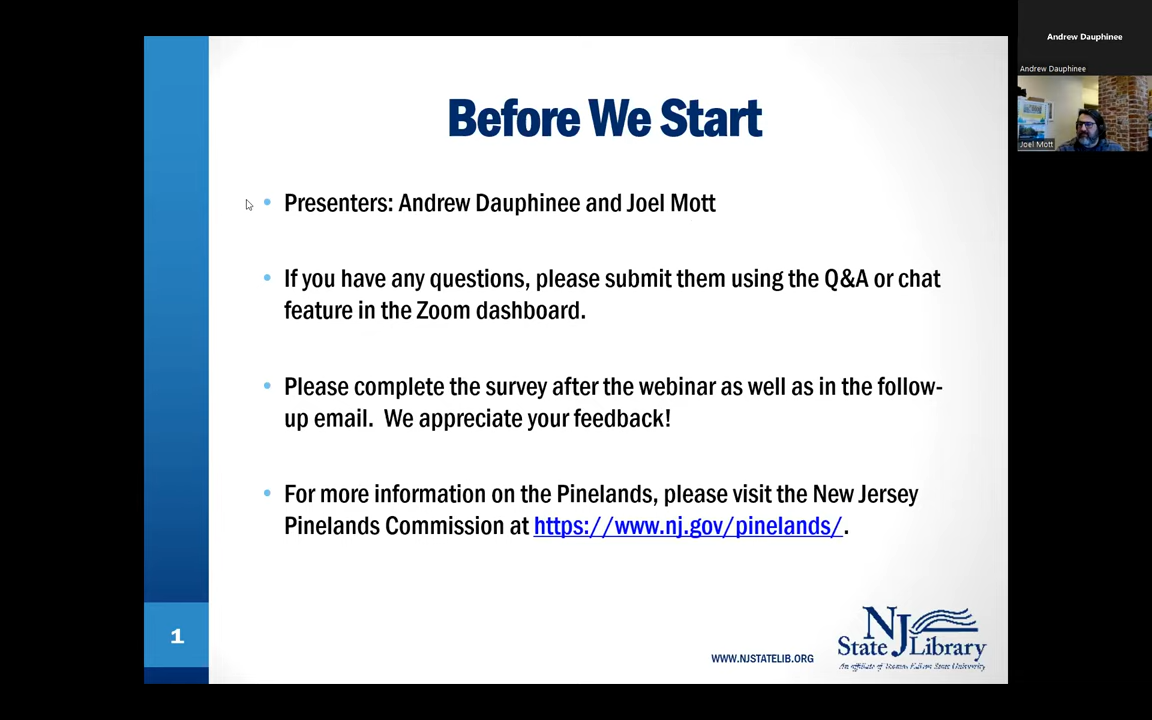 Andrew Dauphinee
Andrew Dauphinee
Joel Mott
Before We Start
• Presenters: Andrew Dauphinee and Joel Mott
• If you have any questions, please submit them using the Q&A or chat
feature in the Zoom dashboard.
• Please complete the survey after the webinar as well as in the follow-
up email.  We appreciate your feedback!
• For more information on the Pinelands, please visit the New Jersey
Pinelands Commission at https://www.nj.gov/pinelands/.
1
WWW.NJSTATELIB.ORG
NJ
State Library
An affiliate of Thomas Edison State University